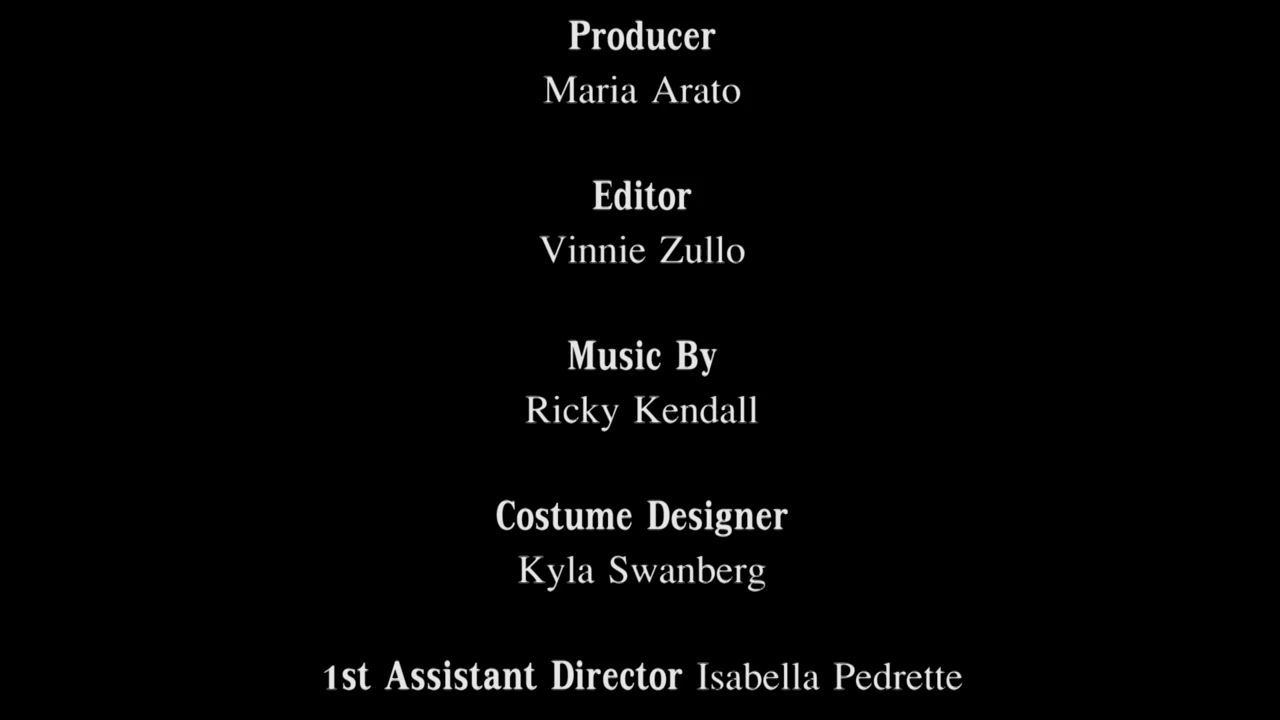 Producer
Maria Arato
Editor
Vinnie Zullo
Music By
Ricky Kendall
Costume Designer
Kyla Swanberg
1st Assistant Director Isabella Pedrette